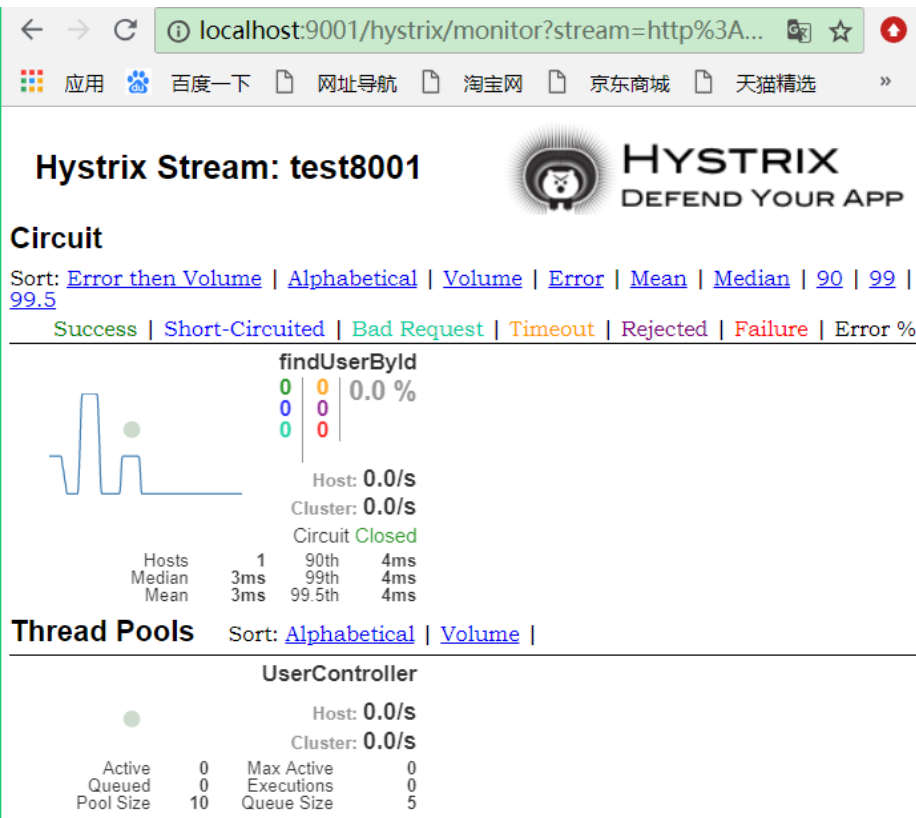 localhost:9001/hystrix/monitor?stream=http%3A...
应用 百度一下 网址导航 淘宝网 京东商城 天猫精选 »
Hystrix Stream: test8001
HYSTRIX
DEFEND YOUR APP
Circuit
Sort: Error then Volume | Alphabetical | Volume | Error | Mean | Median | 90 | 99 |
99.5
Success | Short-Circuited | Bad Request | Timeout | Rejected | Failure | Error %
findUserById
0 0 0.0 %
0 0
0 0
Host: 0.0/s
Cluster: 0.0/s
Circuit Closed
Hosts 1 90th 4ms
Median 3ms 99th 4ms
Mean 3ms 99.5th 4ms
Thread Pools Sort: Alphabetical | Volume |
UserController
Host: 0.0/s
Cluster: 0.0/s
Active 0 Max Active 0
Queued 0 Executions 0
Pool Size 10 Queue Size 5